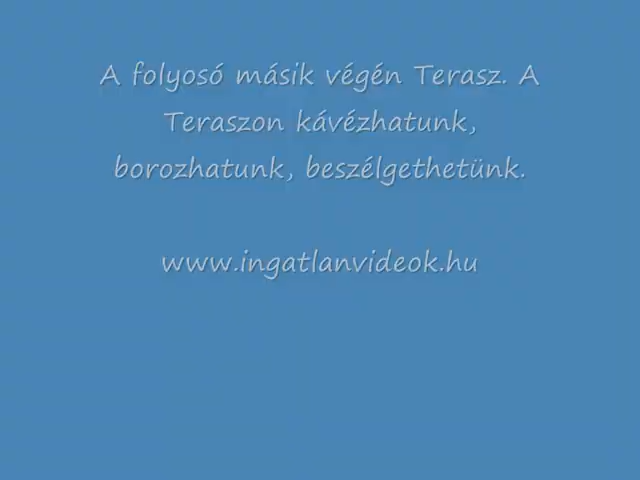 A folyosó másik végén Terasz. A
Teraszon kávézhatunk,
borozhatunk, beszélgethetünk.
www.ingatlanvideok.hu